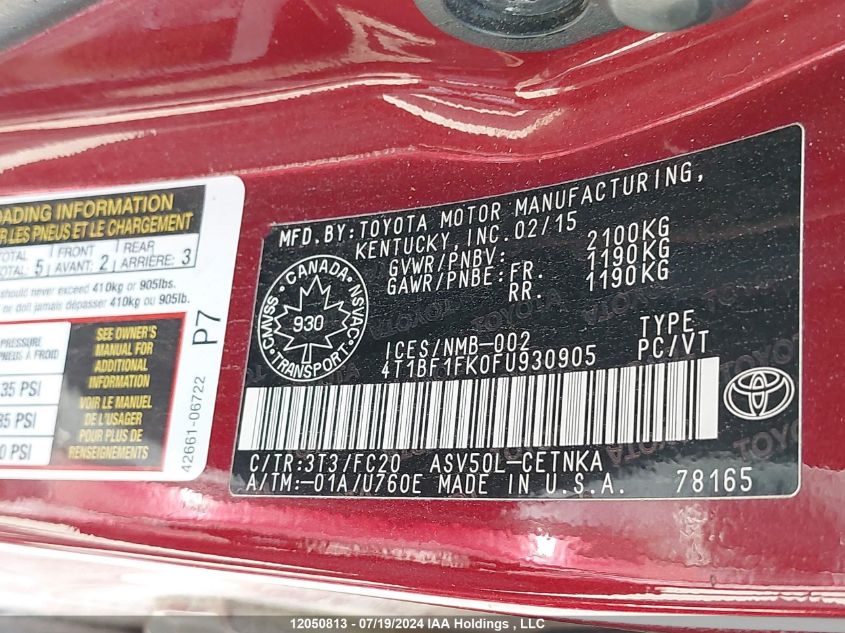 MFD.BY:TOYOTA MOTOR MANUFACTURING,
KENTUCKY, INC. 02/15
GVWR/PNBV: 2100KG
GAWR/PNBE: FR. 1190KG
RR. 1190KG
CANADA
CMVSS NSVAC
930
TRANSPORT
ICES/NMB-002
4T1BF1FK0FU930905
TYPE
PC/VT
C/TR:3T3/FC20 ASV50L-CETNKA
A/TM:-01A/U760E MADE IN U.S.A. 78165
TOYOTA
LOADING INFORMATION
LES PNEUS ET LE CHARGEMENT
TOTAL 5 FRONT 2 REAR 3
TOTAL: AVANT: ARRIÈRE:
should never exceed 410kg or 905lbs.
doit jamais dépasser 410kg ou 905lb.
PRESSURE
PNEUS A FROID
35 PSI
35 PSI
0 PSI
SEE OWNER'S
MANUAL FOR
ADDITIONAL
INFORMATION
VOIR LE MANUEL
DE L'USAGER
POUR PLUS DE
RENSEIGNEMENTS
42661-06722
P7
12050813 - 07/19/2024 IAA Holdings , LLC